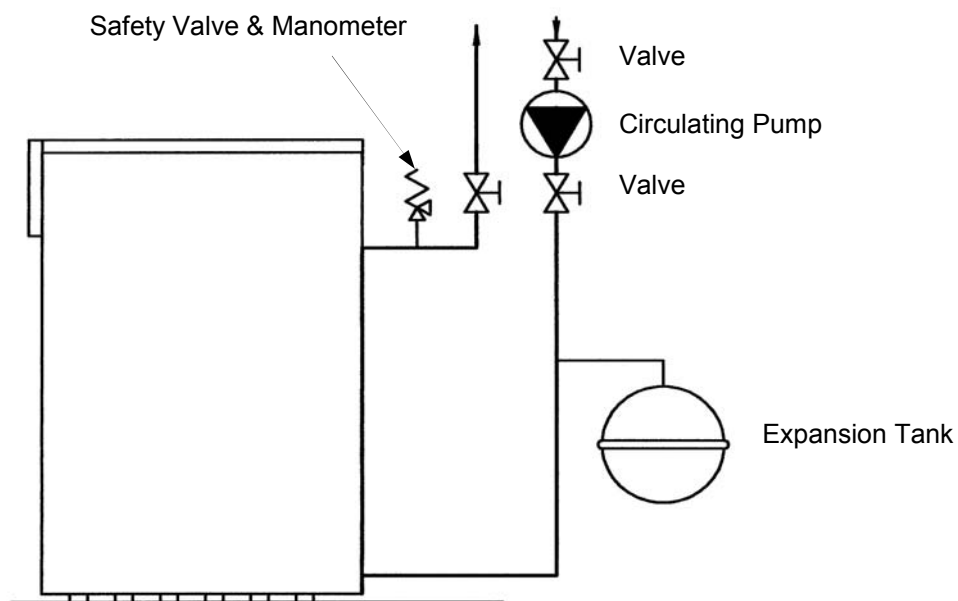 Safety Valve & Manometer
Valve
Circulating Pump
Valve
Expansion Tank